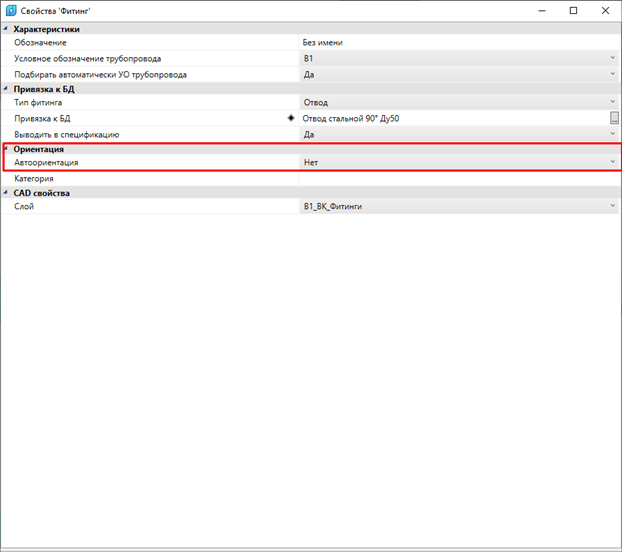 Свойства 'Фитинг'
Характеристики
Обозначение Без имени
Условное обозначение трубопровода В1
Подбирать автоматически УО трубопровода Да
Привязка к БД
Тип фитинга Отвод
Привязка к БД Отвод стальной 90° Ду50 ...
Выводить в спецификацию Да
Ориентация
Автоориентация Нет
Категория
CAD свойства
Слой В1_ВК_Фитинги